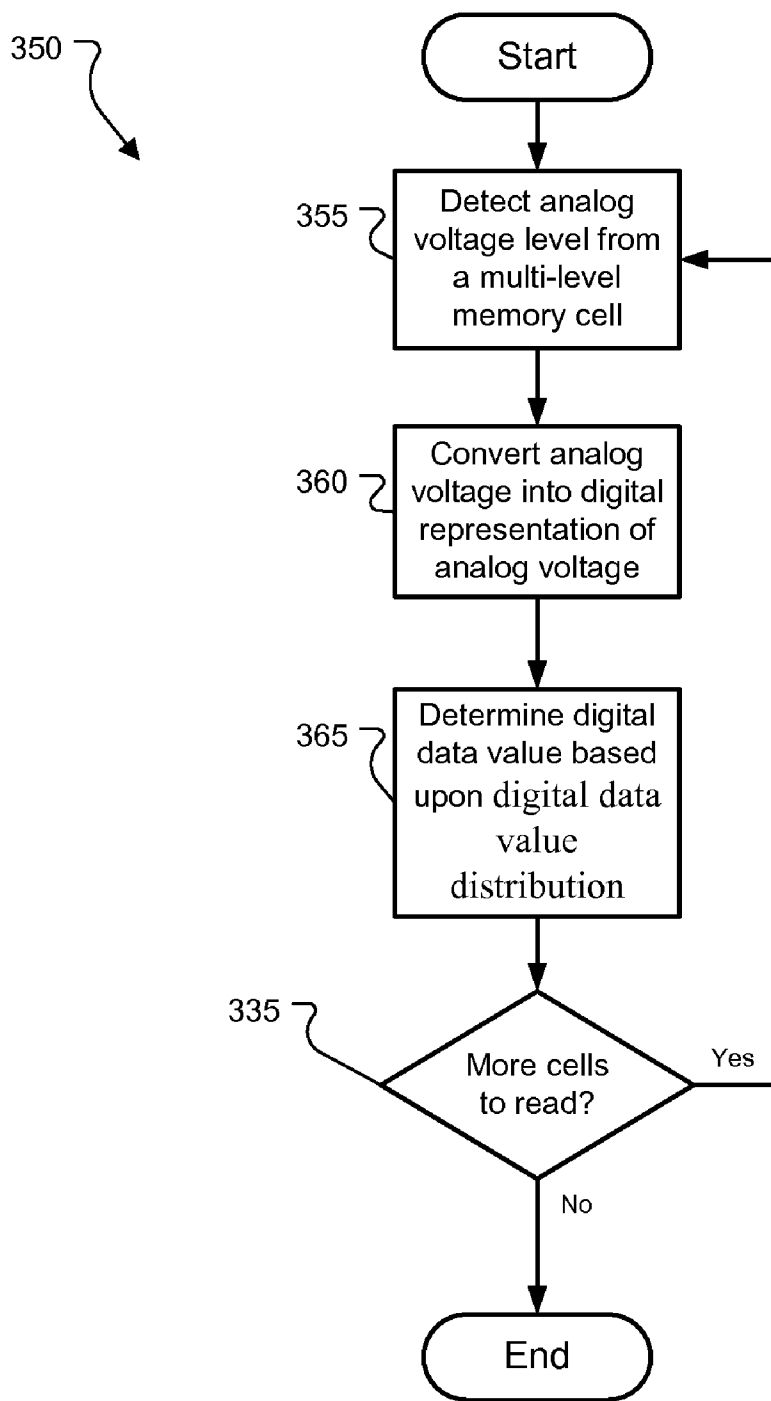 350
Start
355
Detect analog
voltage level from
a multi-level
memory cell
360
Convert analog
voltage into digital
representation of
analog voltage
365
Determine digital
data value based
upon digital data
value
distribution
335
More cells
to read?
Yes
No
End